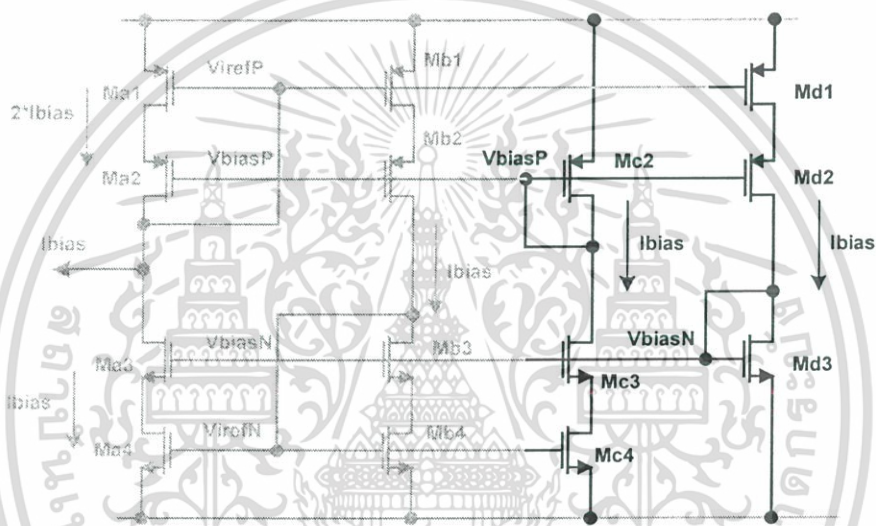 VirefP
Mb1
Ma1
Md1
2*Ibias
VbiasP
Mb2
VbiasP
Mc2
Ma2
Md2
Ibias
Ibias
Ibias
Ibias
VbiasN
VbiasN
Ma3
Mb3
Md3
Mc3
Ibias
VirefN
Mb4
Ma4
Mc4